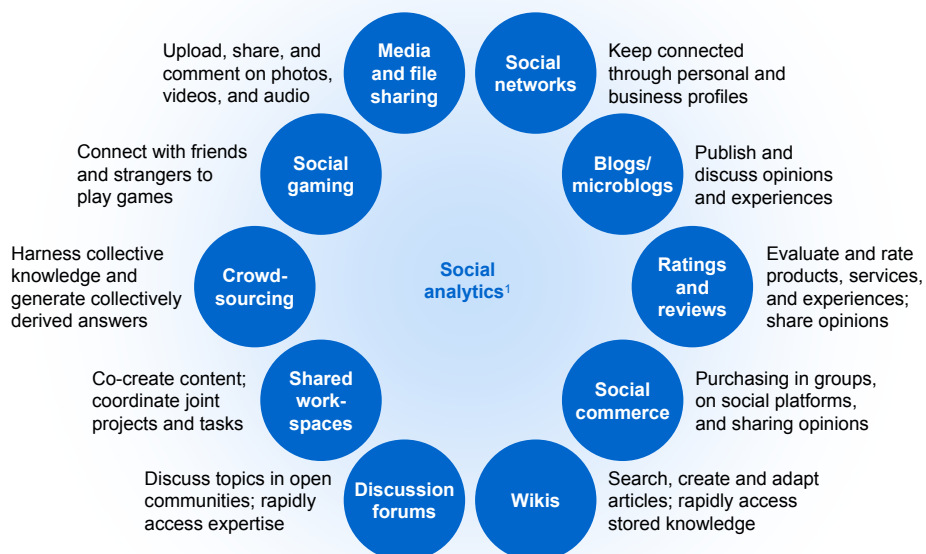 Upload, share, and
comment on photos,
videos, and audio
Media
and file
sharing
Social
networks
Keep connected
through personal and
business profiles
Connect with friends
and strangers to
play games
Social
gaming
Blogs/
microblogs
Publish and
discuss opinions
and experiences
Harness collective
knowledge and
generate collectively
derived answers
Crowd-
sourcing
Social
analytics¹
Ratings
and
reviews
Evaluate and rate
products, services,
and experiences;
share opinions
Co-create content;
coordinate joint
projects and tasks
Shared
work-
spaces
Social
commerce
Purchasing in groups,
on social platforms,
and sharing opinions
Discuss topics in open
communities; rapidly
access expertise
Discussion
forums
Wikis
Search, create and adapt
articles; rapidly access
stored knowledge